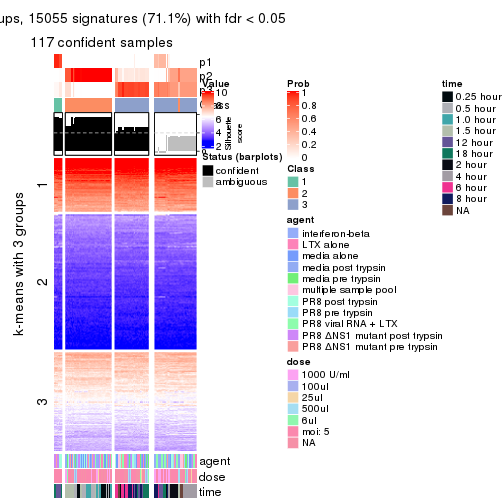 ups, 15055 signatures (71.1%) with fdr < 0.05
117 confident samples
p1
p2
p3
Class
Silhouette
score
k-means with 3 groups
1
2
3
agent
dose
time
Value
10
8
6
4
2
0
Status (barplots)
confident
ambiguous
Prob
1
0.8
0.6
0.4
0.2
0
Class
1
2
3
agent
interferon-beta
LTX alone
media alone
media post trypsin
media pre trypsin
multiple sample pool
PR8 post trypsin
PR8 pre trypsin
PR8 viral RNA + LTX
PR8 ΔNS1 mutant post trypsin
PR8 ΔNS1 mutant pre trypsin
dose
1000 U/ml
100ul
25ul
500ul
6ul
moi: 5
NA
time
0.25 hour
0.5 hour
1.0 hour
1.5 hour
12 hour
18 hour
2 hour
4 hour
6 hour
8 hour
NA